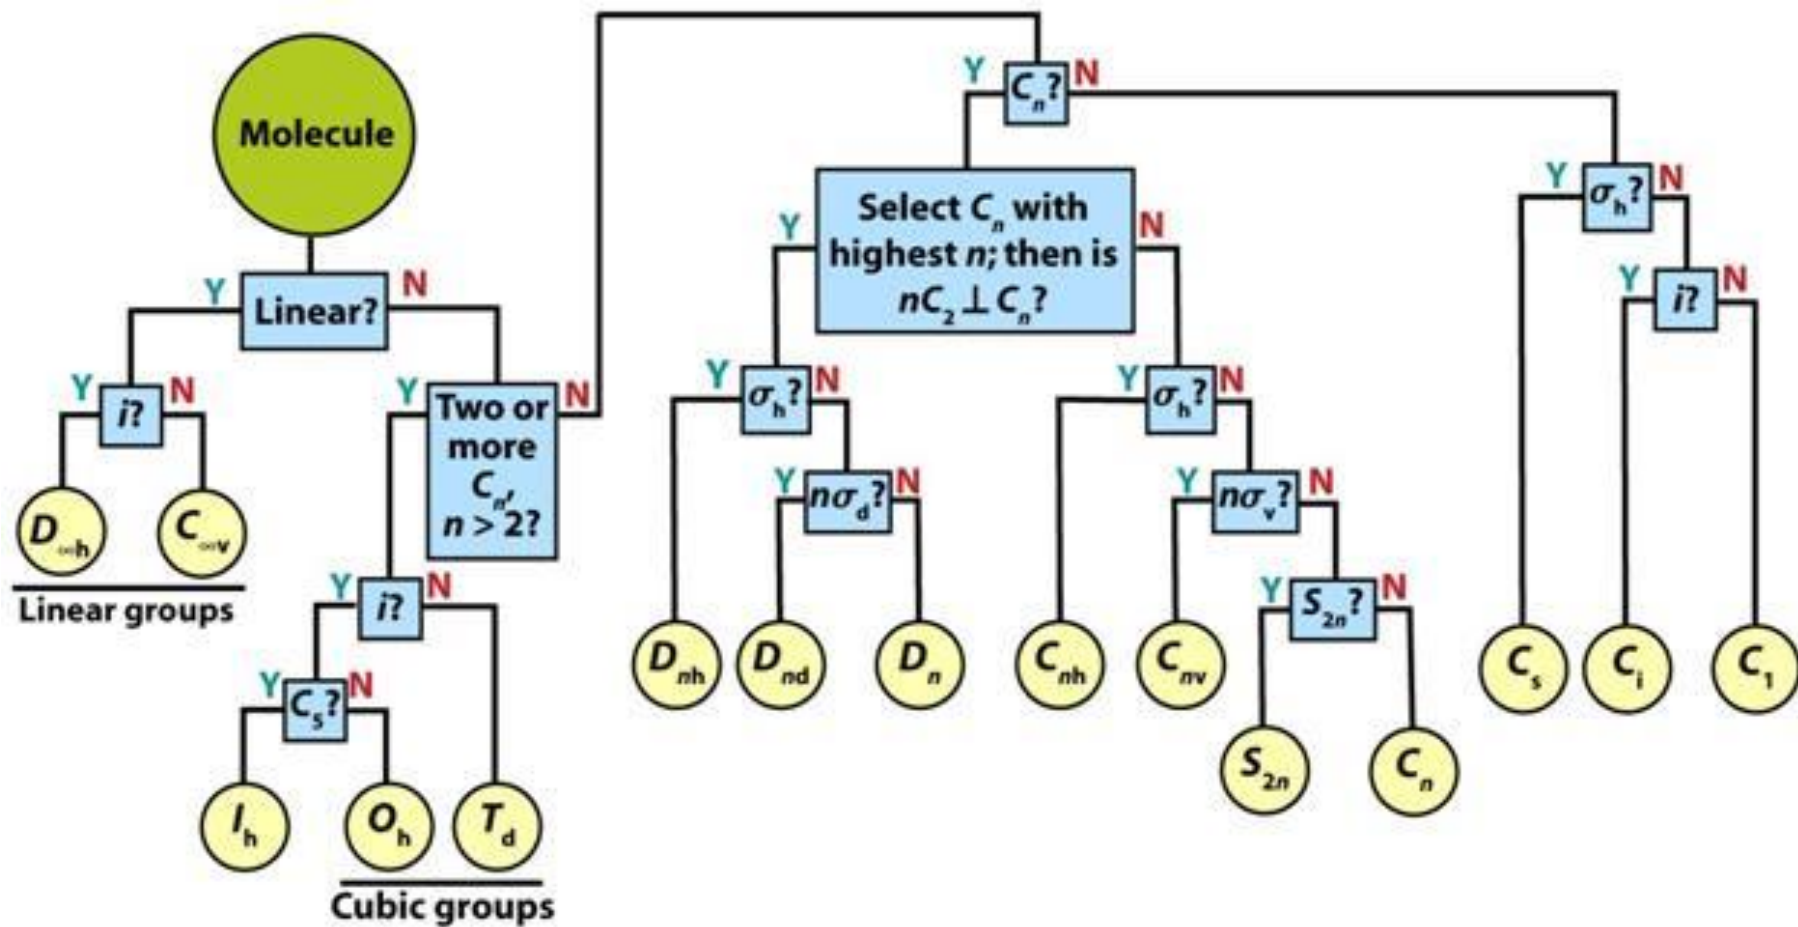 Molecule
Y Linear? N
Y i? N
D∞h
C∞v
Linear groups
Y Two or N
more
Cn,
n > 2?
Y i? N
Y C5? N
Ih
Oh
Td
Cubic groups
Y Cn? N
Y Select Cn with N
highest n; then is
nC2 ⊥ Cn?
Y σh? N
Y nσd? N
Dnh
Dnd
Dn
Y σh? N
Y nσv? N
Y S2n? N
Cnh
Cnv
S2n
Cn
Y σh? N
Y i? N
Cs
Ci
C1